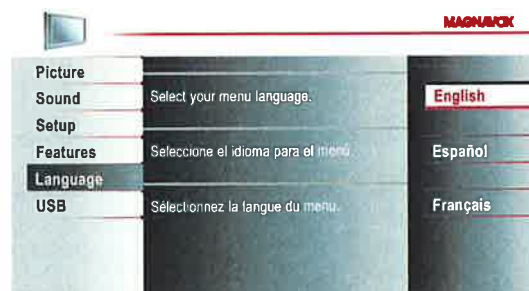 MAGNAVOX
Picture
Sound
Select your menu language.
English
Setup
Features
Seleccione el idioma para el menú.
Español
Language
USB
Sélectionnez la langue du menu.
Français